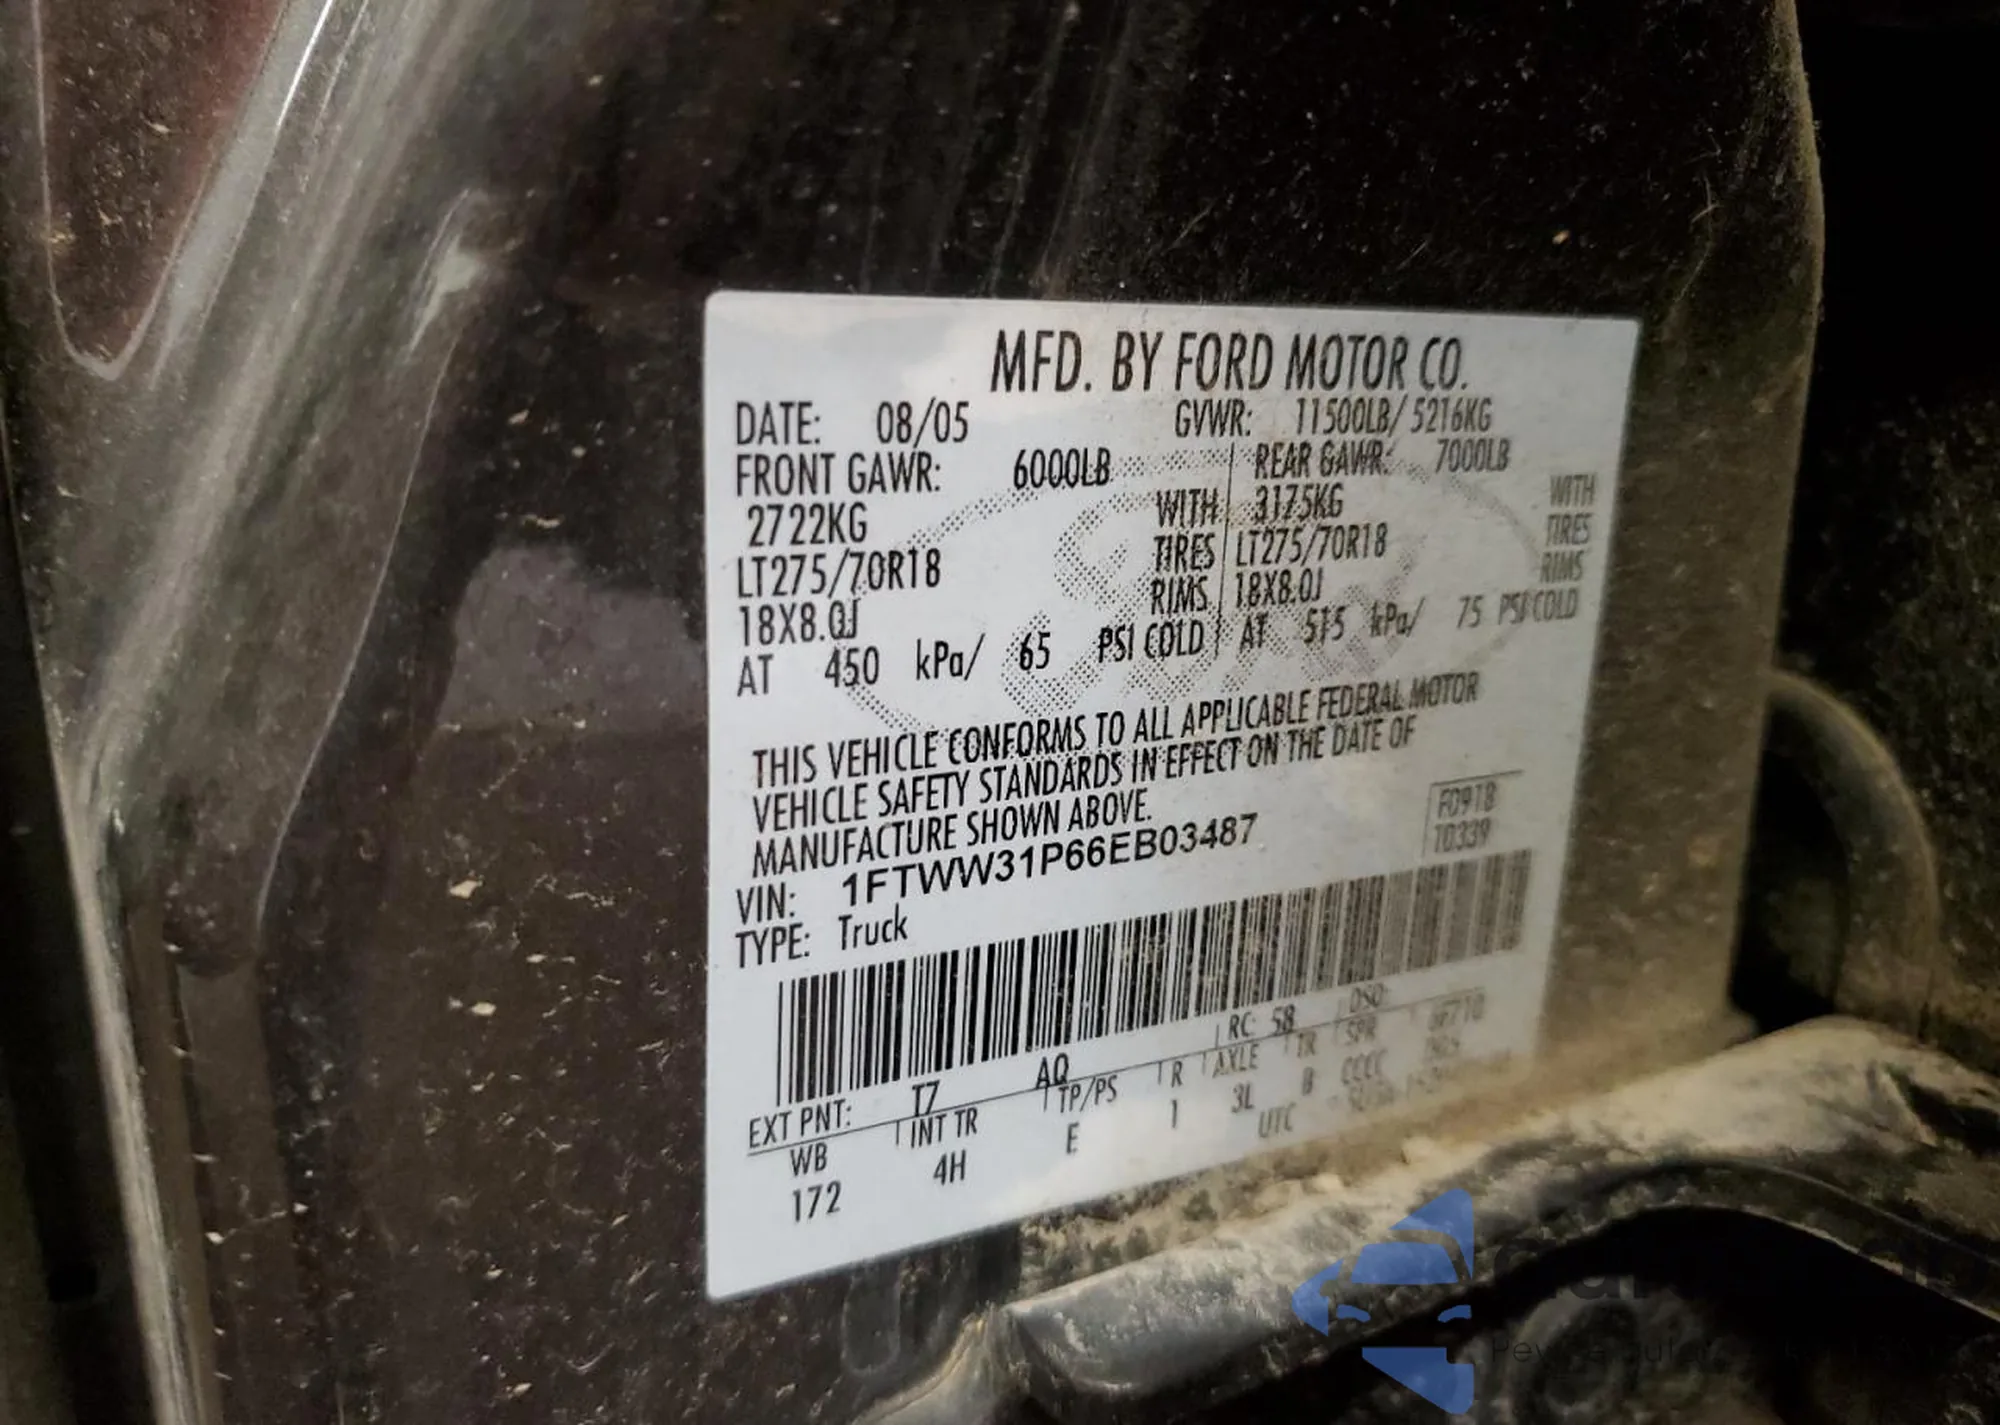 MFD. BY FORD MOTOR CO.
DATE: 08/05 GVWR: 11500LB/ 5216KG
FRONT GAWR: 6000LB REAR GAWR: 7000LB
2722KG WITH 3175KG WITH
LT275/70R18 TIRES LT275/70R18 TIRES
18X8.0J RIMS 18X8.0J RIMS
AT 450 kPa/ 65 PSI COLD AT 515 kPa/ 75 PSI COLD
THIS VEHICLE CONFORMS TO ALL APPLICABLE FEDERAL MOTOR
VEHICLE SAFETY STANDARDS IN EFFECT ON THE DATE OF
MANUFACTURE SHOWN ABOVE.
F0918
T0339
VIN: 1FTWW31P66EB03487
TYPE: Truck
EXT PNT: T7 AQ RC: 58 DSO:
WB INT TR TP/PS R AXLE TR SPR
172 4H E 1 3L B CCCC
UTC